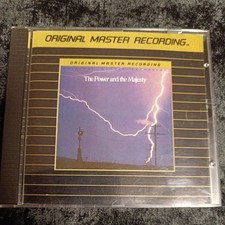 ORIGINAL MASTER RECORDING™
ORIGINAL MASTER RECORDING
The Power and the Majesty